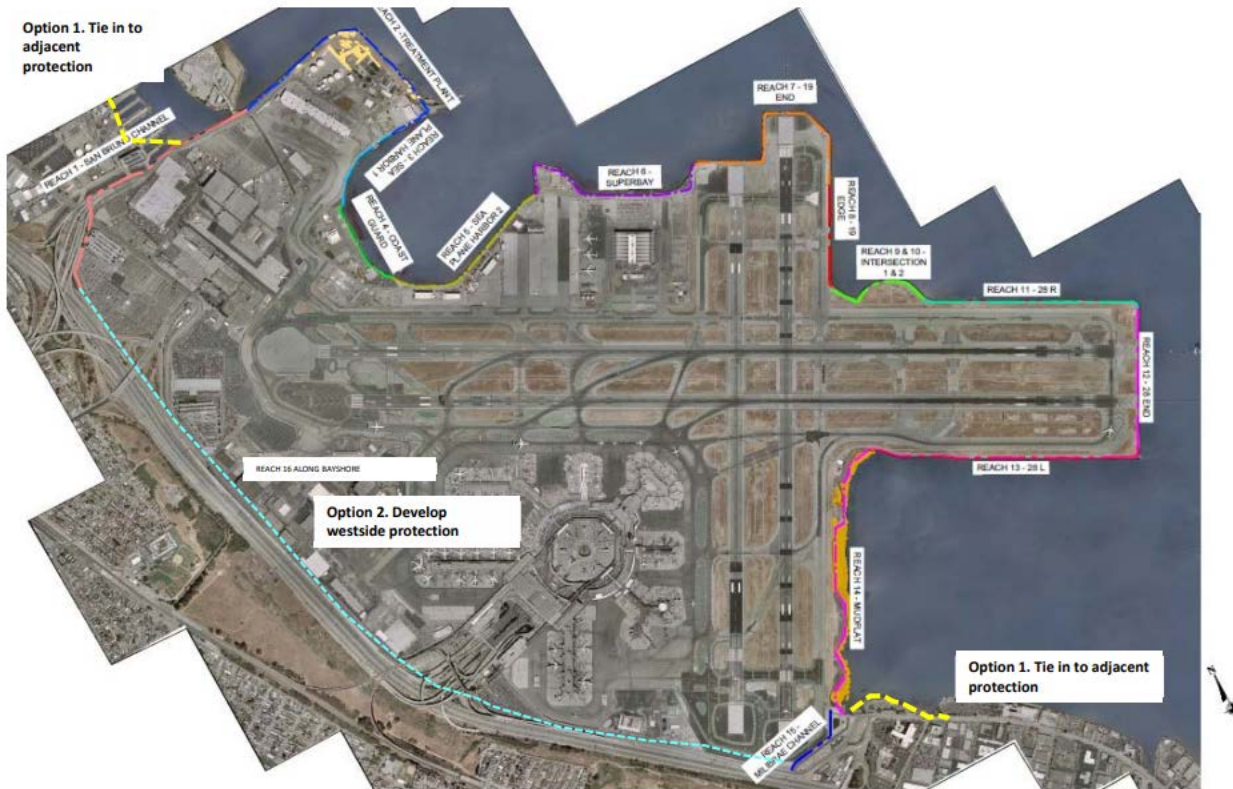 Option 1. Tie in to
adjacent
protection
REACH 2 -TREATMENT PLANT
REACH 1 - SAN BRUNO CHANNEL
REACH 3 - SEA
PLANE HARBOR 1
REACH 4 - COAST
GUARD
REACH 5 - SEA
PLANE HARBOR 2
REACH 6 -
SUPERBAY
REACH 7 - 19
END
REACH 8 - 19
EDGE
REACH 9 & 10 -
INTERSECTION
1 & 2
REACH 11 - 28 R
REACH 12 - 28 END
REACH 13 - 28 L
REACH 16 ALONG BAYSHORE
Option 2. Develop
westside protection
REACH 14 - MUDFLAT
Option 1. Tie in to adjacent
protection
REACH 15 -
MILLBRAE CHANNEL